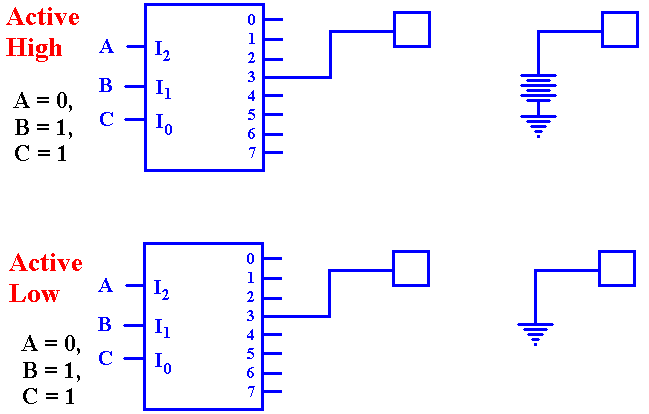 Active
High
A = 0,
B = 1,
C = 1
A I2 0
1
2
B I1 3
4
C I0 5
6
7
Active
Low
A = 0,
B = 1,
C = 1
A I2 0
1
2
B I1 3
4
C I0 5
6
7